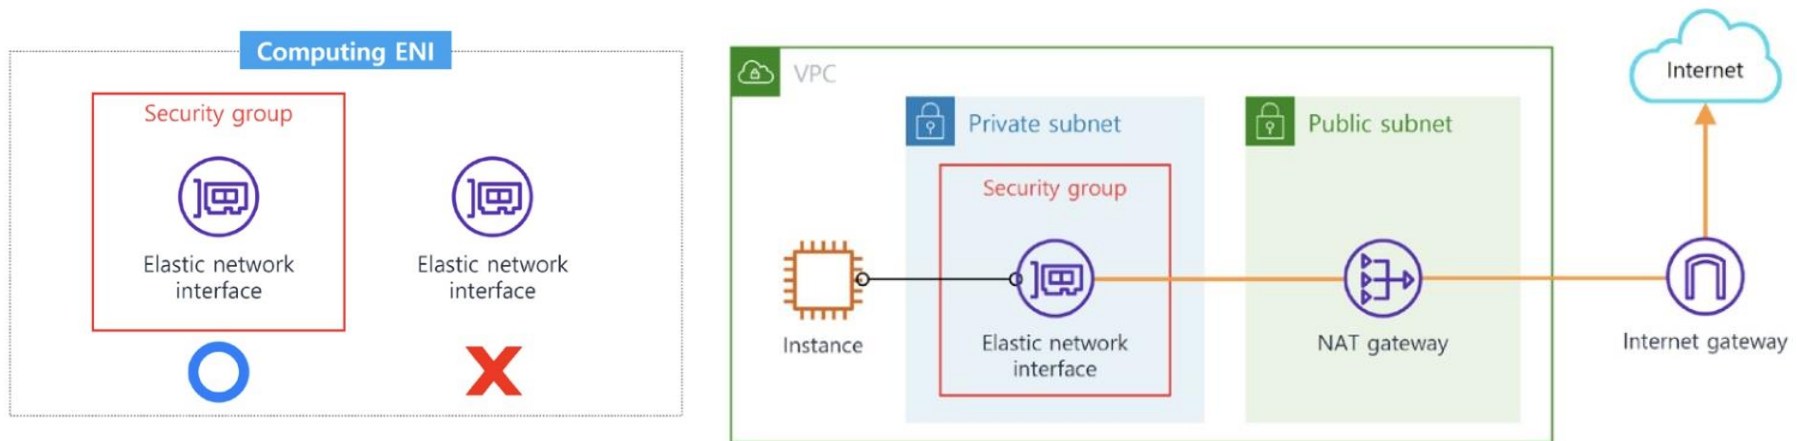 Computing ENI
Security group
Elastic network
interface
Elastic network
interface
X
VPC
Private subnet
Security group
Instance
Elastic network
interface
Public subnet
NAT gateway
Internet
Internet gateway